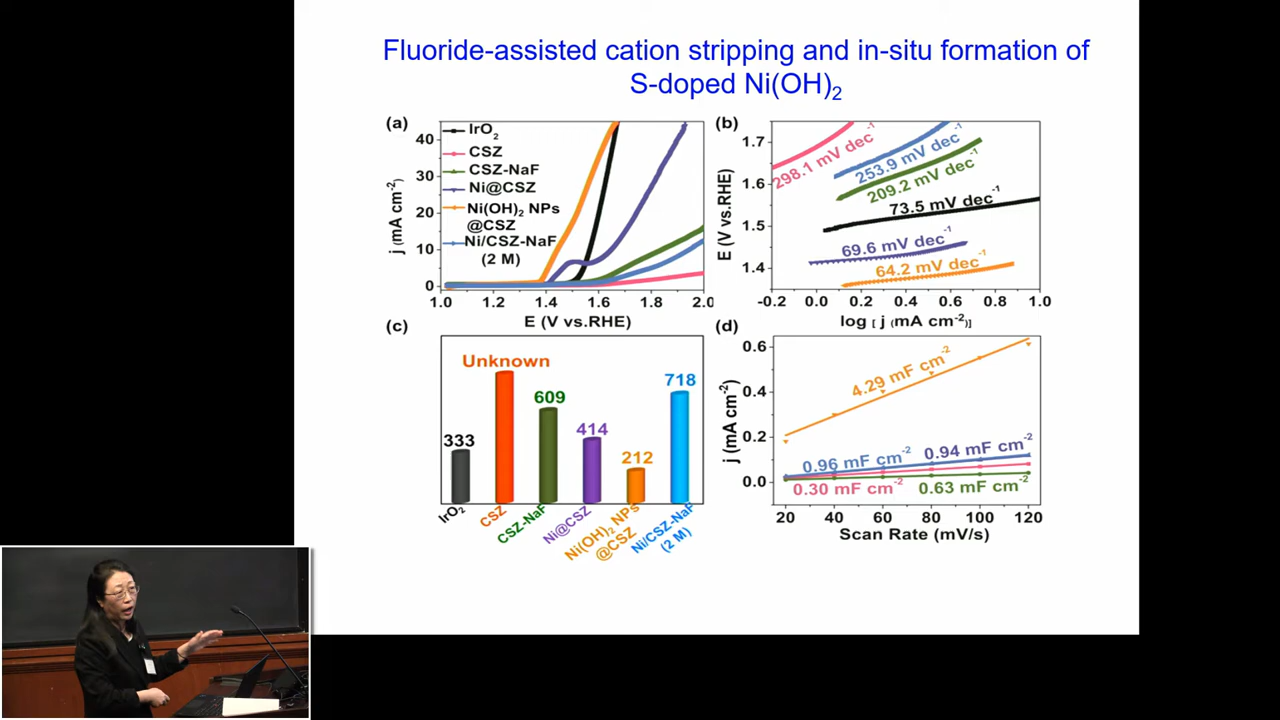 Fluoride-assisted cation stripping and in-situ formation of
S-doped Ni(OH)₂
(a)
IrO₂
CSZ
CSZ-NaF
Ni@CSZ
Ni(OH)₂ NPs
@CSZ
Ni/CSZ-NaF
(2 M)
40
30
20
10
0
j (mA cm⁻²)
1.0 1.2 1.4 1.6 1.8 2.0
E (V vs.RHE)
(b)
1.7
1.6
1.5
1.4
E (V vs.RHE)
298.1 mV dec⁻¹
253.9 mV dec⁻¹
209.2 mV dec⁻¹
73.5 mV dec⁻¹
69.6 mV dec⁻¹
64.2 mV dec⁻¹
-0.2 0.0 0.2 0.4 0.6 0.8 1.0
log [ j (mA cm⁻²)]
(c)
Unknown
333
609
414
212
718
IrO₂
CSZ
CSZ-NaF
Ni@CSZ
Ni(OH)₂ NPs
@CSZ
Ni/CSZ-NaF
(2 M)
(d)
0.6
0.4
0.2
0.0
j (mA cm⁻²)
4.29 mF cm⁻²
0.96 mF cm⁻²
0.94 mF cm⁻²
0.30 mF cm⁻²
0.63 mF cm⁻²
20 40 60 80 100 120
Scan Rate (mV/s)